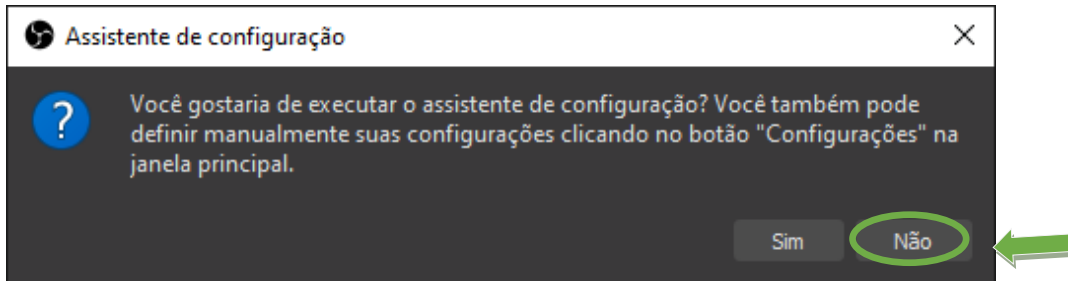 Assistente de configuração
Você gostaria de executar o assistente de configuração? Você também pode
definir manualmente suas configurações clicando no botão "Configurações" na
janela principal.
Sim Não